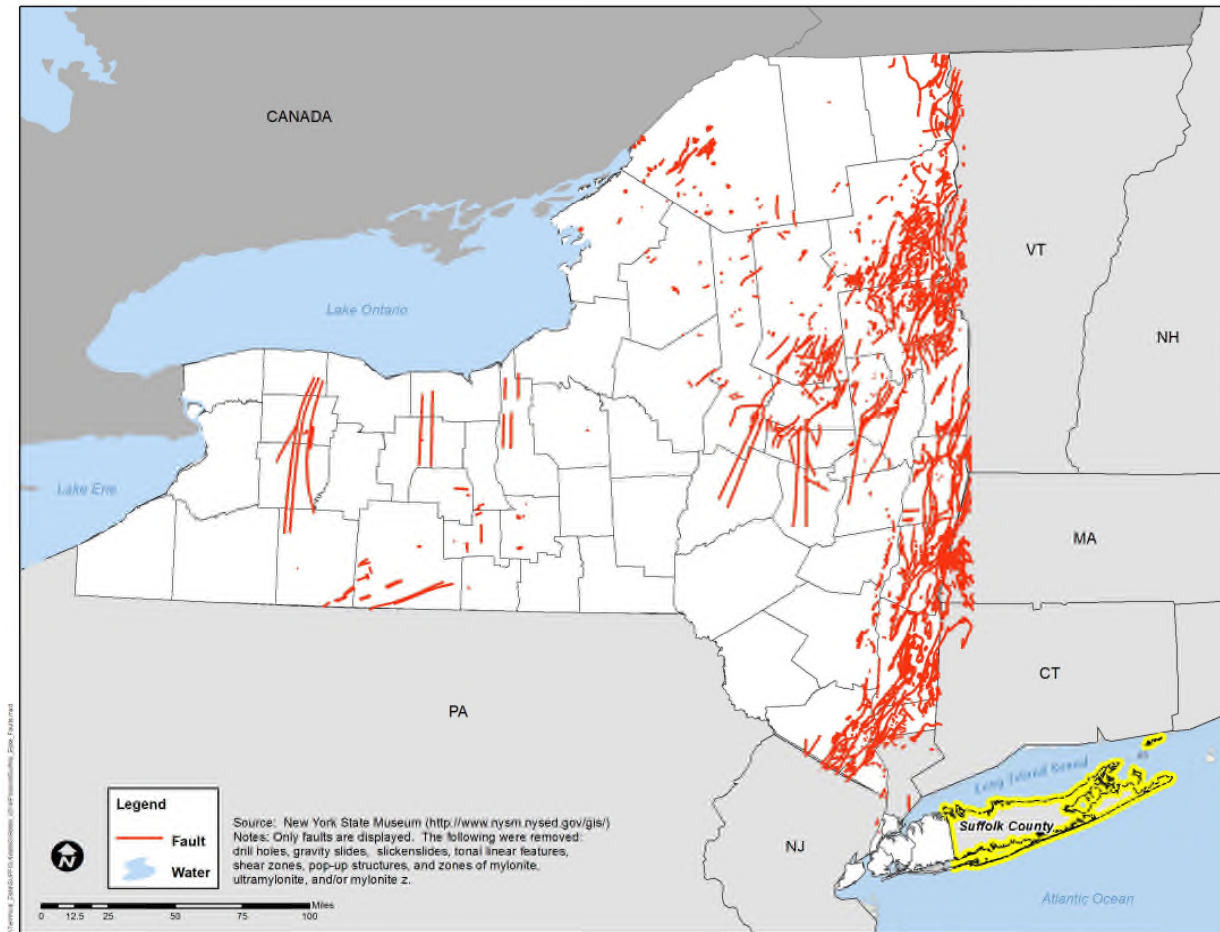 CANADA
VT
Lake Ontario
NH
Lake Erie
MA
CT
PA
Long Island Sound
Suffolk County
NJ
Atlantic Ocean
Legend
Fault
Water
Source: New York State Museum (http://www.nysm.nysed.gov/gis/)
Notes: Only faults are displayed. The following were removed:
drill holes, gravity slides, slickenslides, tonal linear features,
shear zones, pop-up structures, and zones of mylonite,
ultramylonite, and/or mylonite z.
N
Miles
0 12.5 25 50 75 100